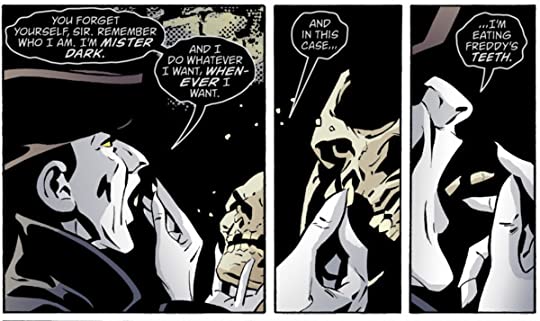 YOU FORGET
YOURSELF, SIR. REMEMBER
WHO I AM. I'M MISTER
DARK.
AND I
DO WHATEVER
I WANT, WHEN-
EVER I
WANT.
AND
IN THIS
CASE...
...I'M
EATING
FREDDY'S
TEETH.